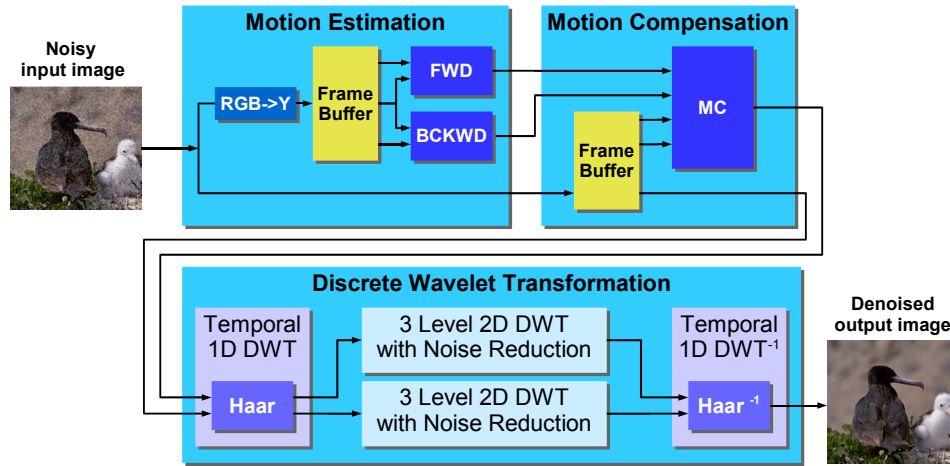 Motion Estimation
Motion Compensation
Noisy
input image
RGB->Y
Frame
Buffer
FWD
BCKWD
Frame
Buffer
MC
Discrete Wavelet Transformation
Temporal
1D DWT
Haar
3 Level 2D DWT
with Noise Reduction
3 Level 2D DWT
with Noise Reduction
Temporal
1D DWT-1
Haar -1
Denoised
output image